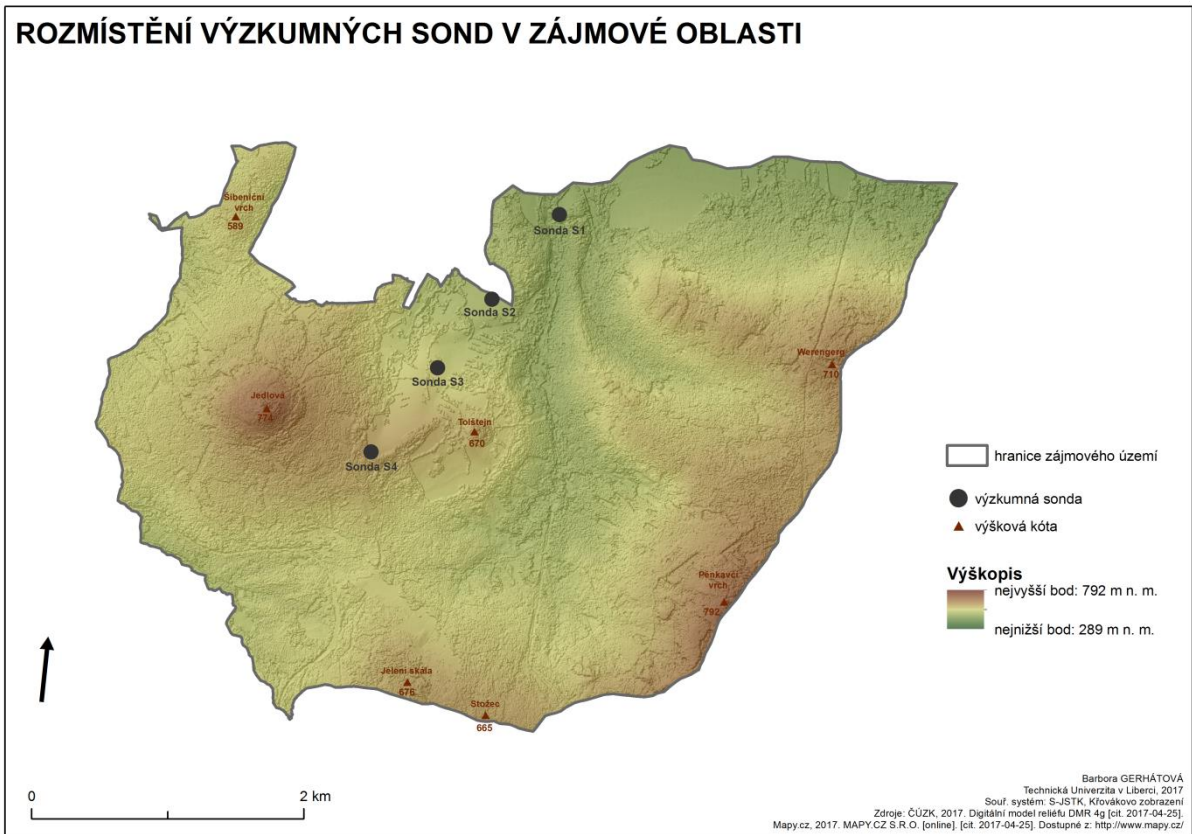 ROZMÍSTĚNÍ VÝZKUMNÝCH SOND V ZÁJMOVÉ OBLASTI
Šibeniční
vrch
589
Sonda S1
Sonda S2
Werengerg
710
Sonda S3
Jedlová
774
Tolštejn
670
Sonda S4
hranice zájmového území
výzkumná sonda
výšková kóta
Výškopis
nejvyšší bod: 792 m n. m.
nejnižší bod: 289 m n. m.
Pěnkavčí
vrch
792
Jelení skála
676
Stožec
665
0
2 km
Barbora GERHÁTOVÁ
Technická Univerzita v Liberci, 2017
Souř. systém: S-JSTK, Křovákovo zobrazení
Zdroje: ČÚZK, 2017. Digitální model reliéfu DMR 4g [cit. 2017-04-25].
Mapy.cz, 2017. MAPY.CZ S.R.O. [online]. [cit. 2017-04-25]. Dostupné z: http://www.mapy.cz/